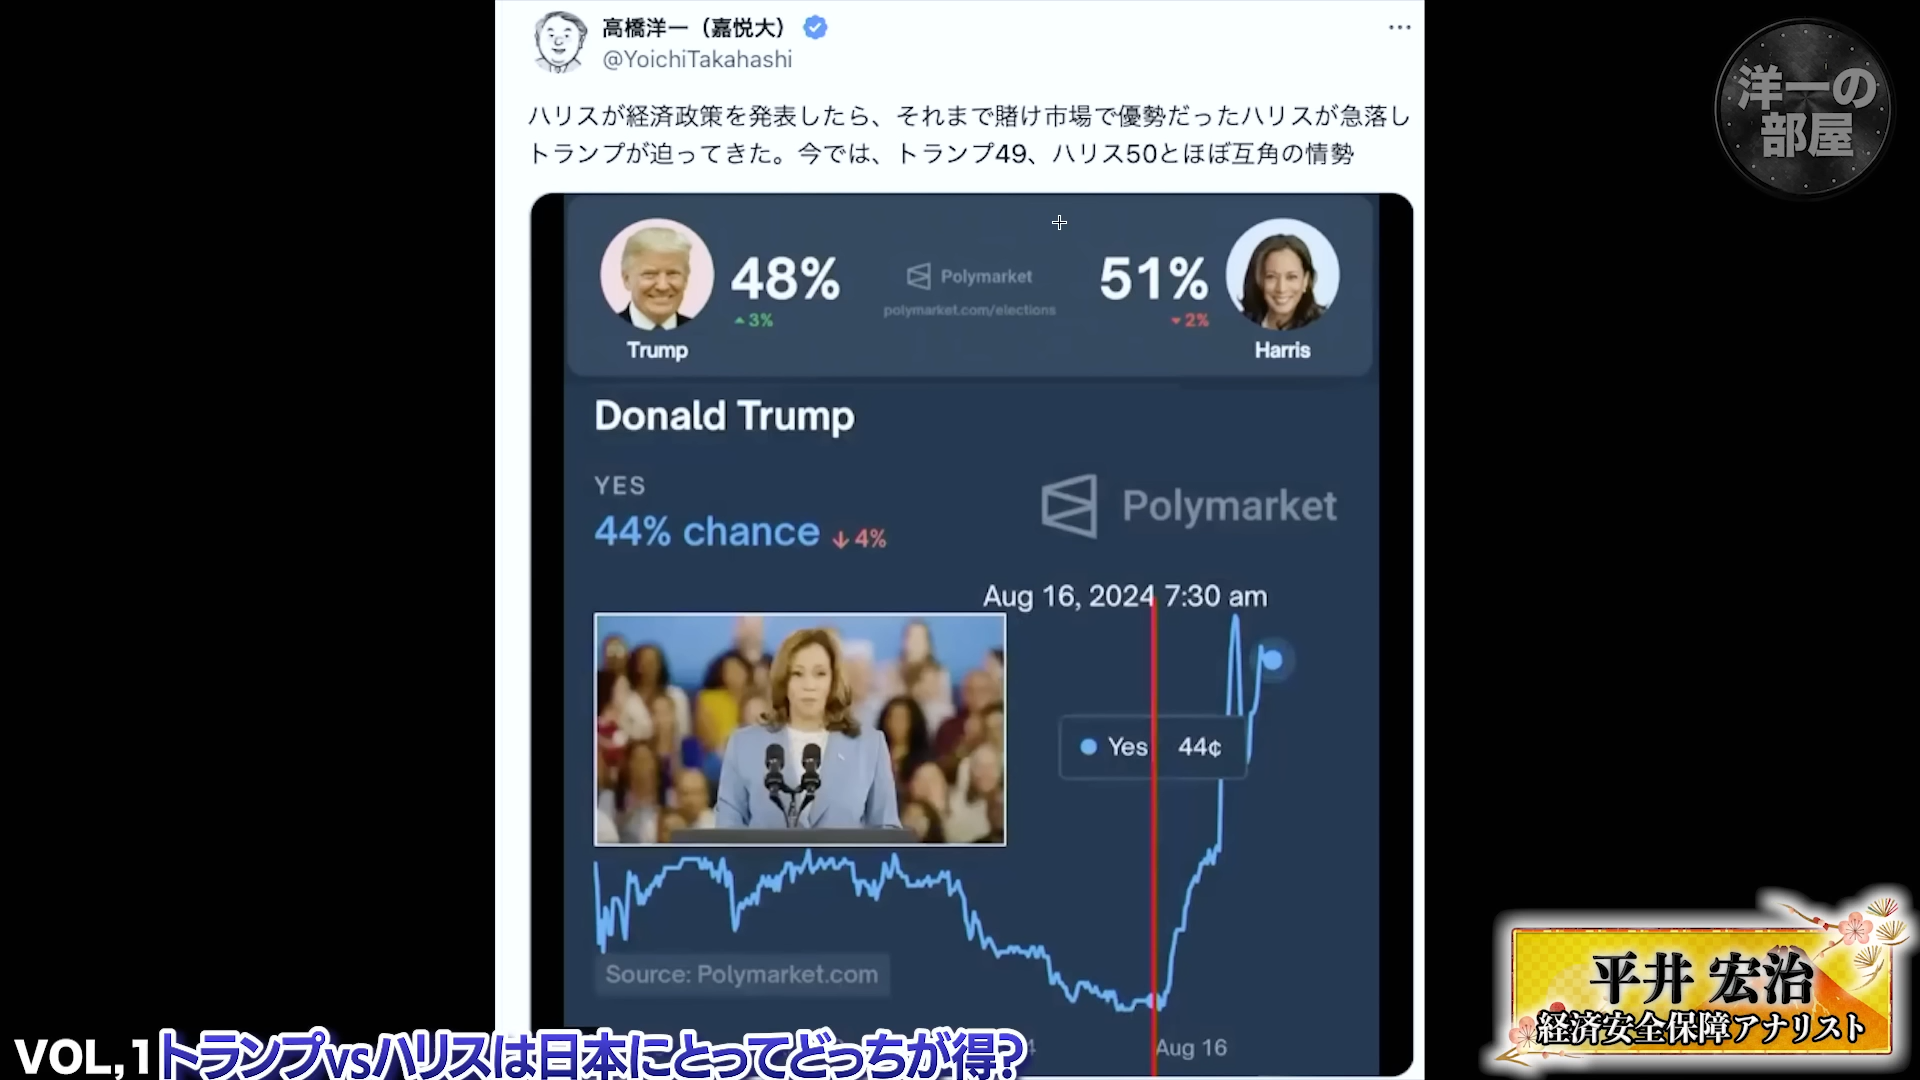 高橋洋一（嘉悦大）
@YoichiTakahashi
ハリスが経済政策を発表したら、それまで賭け市場で優勢だったハリスが急落し
トランプが迫ってきた。今では、トランプ49、ハリス50とほぼ互角の情勢
洋一の
部屋
48%
3%
Trump
Polymarket
polymarket.com/elections
51%
2%
Harris
Donald Trump
YES
44% chance ↓ 4%
Polymarket
Aug 16, 2024 7:30 am
Yes 44¢
Source: Polymarket.com
Aug 16
平井 宏治
経済安全保障アナリスト
VOL,1トランプvsハリスは日本にとってどっちが得?